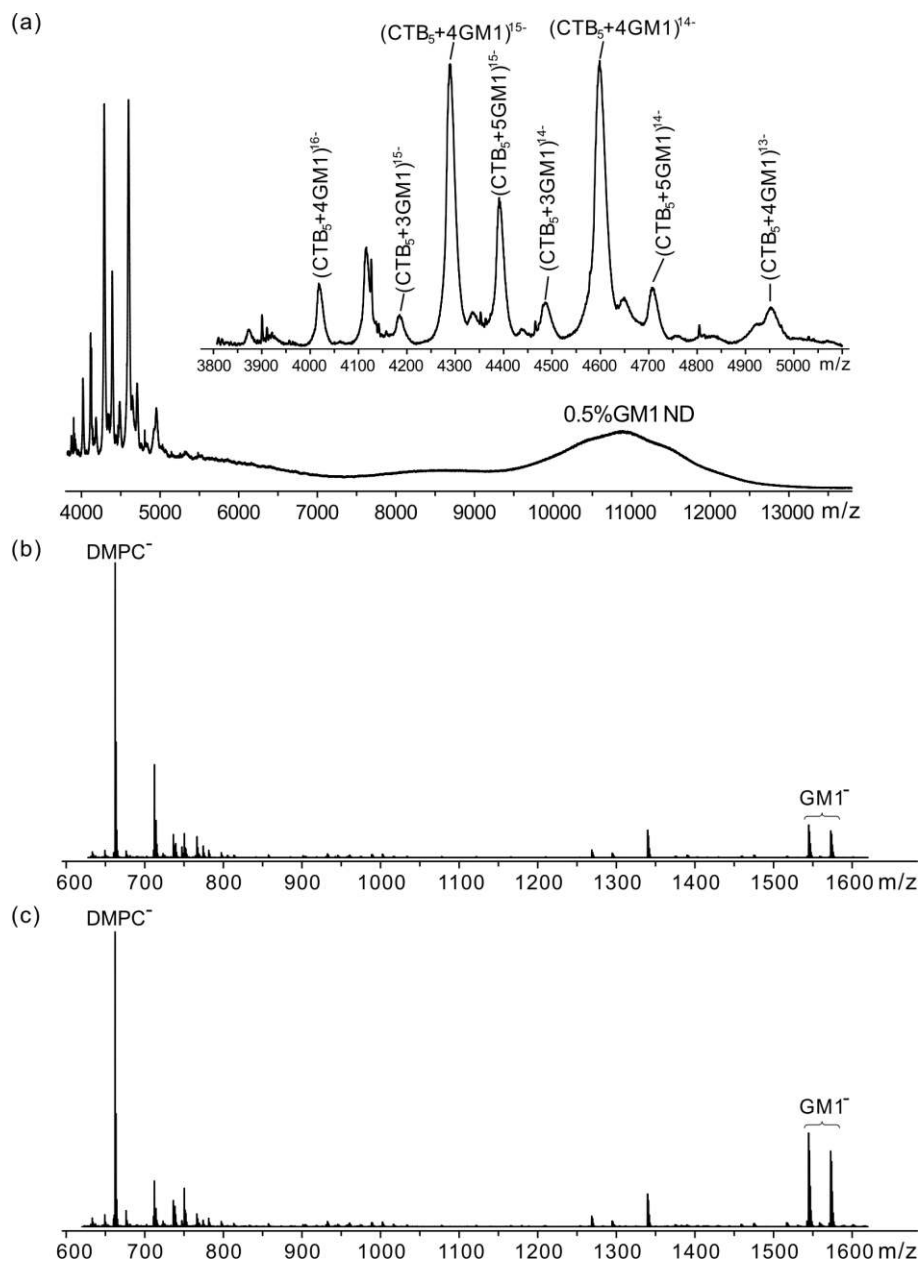 (a)
(CTB₅+4GM1)¹⁶⁻
(CTB₅+3GM1)¹⁵⁻
(CTB₅+4GM1)¹⁵⁻
(CTB₅+5GM1)¹⁵⁻
(CTB₅+3GM1)¹⁴⁻
(CTB₅+4GM1)¹⁴⁻
(CTB₅+5GM1)¹⁴⁻
(CTB₅+4GM1)¹³⁻
3800 3900 4000 4100 4200 4300 4400 4500 4600 4700 4800 4900 5000 m/z
0.5%GM1 ND
4000 5000 6000 7000 8000 9000 10000 11000 12000 13000 m/z
(b)
DMPC⁻
GM1⁻
600 700 800 900 1000 1100 1200 1300 1400 1500 1600 m/z
(c)
DMPC⁻
GM1⁻
600 700 800 900 1000 1100 1200 1300 1400 1500 1600 m/z